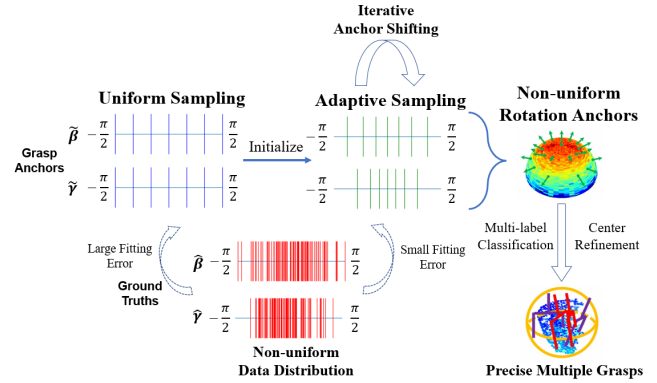 Iterative
Anchor Shifting
Uniform Sampling
Adaptive Sampling
Non-uniform
Rotation Anchors
Grasp
Anchors
β̃ −π/2 π/2
Initialize
−π/2 π/2
γ̃ −π/2 π/2
−π/2 π/2
Large Fitting
Error
Small Fitting
Error
Multi-label
Classification
Center
Refinement
β̂ −π/2 π/2
Ground
Truths
γ̂ −π/2 π/2
Non-uniform
Data Distribution
Precise Multiple Grasps